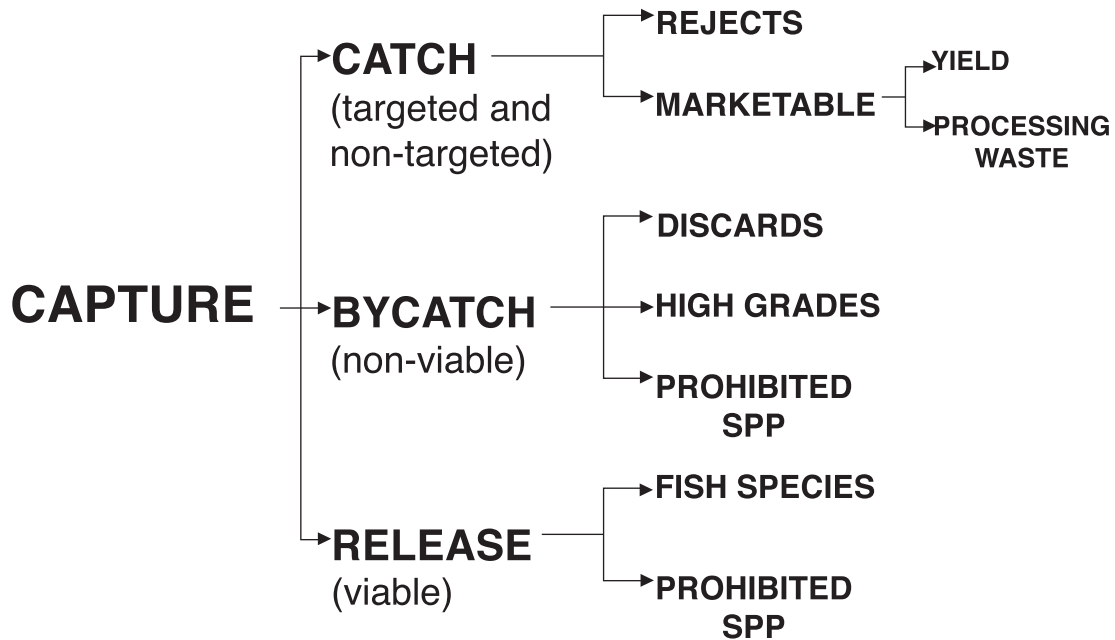 CAPTURE
CATCH
(targeted and
non-targeted)
REJECTS
MARKETABLE
YIELD
PROCESSING
WASTE
BYCATCH
(non-viable)
DISCARDS
HIGH GRADES
PROHIBITED
SPP
RELEASE
(viable)
FISH SPECIES
PROHIBITED
SPP